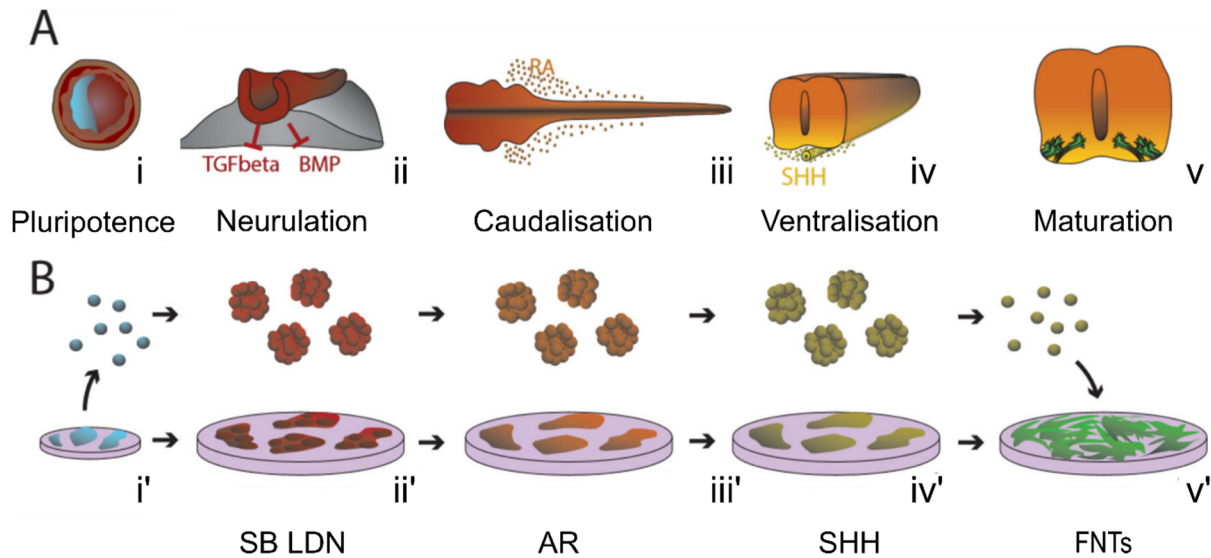 A
RA
TGFbeta BMP
SHH
i ii iii iv v
Pluripotence Neurulation Caudalisation Ventralisation Maturation
B
i' ii' iii' iv' v'
SB LDN AR SHH FNTs